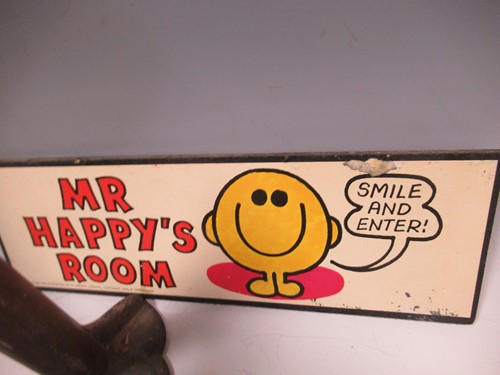 MR
HAPPY'S
ROOM
SMILE
AND
ENTER!